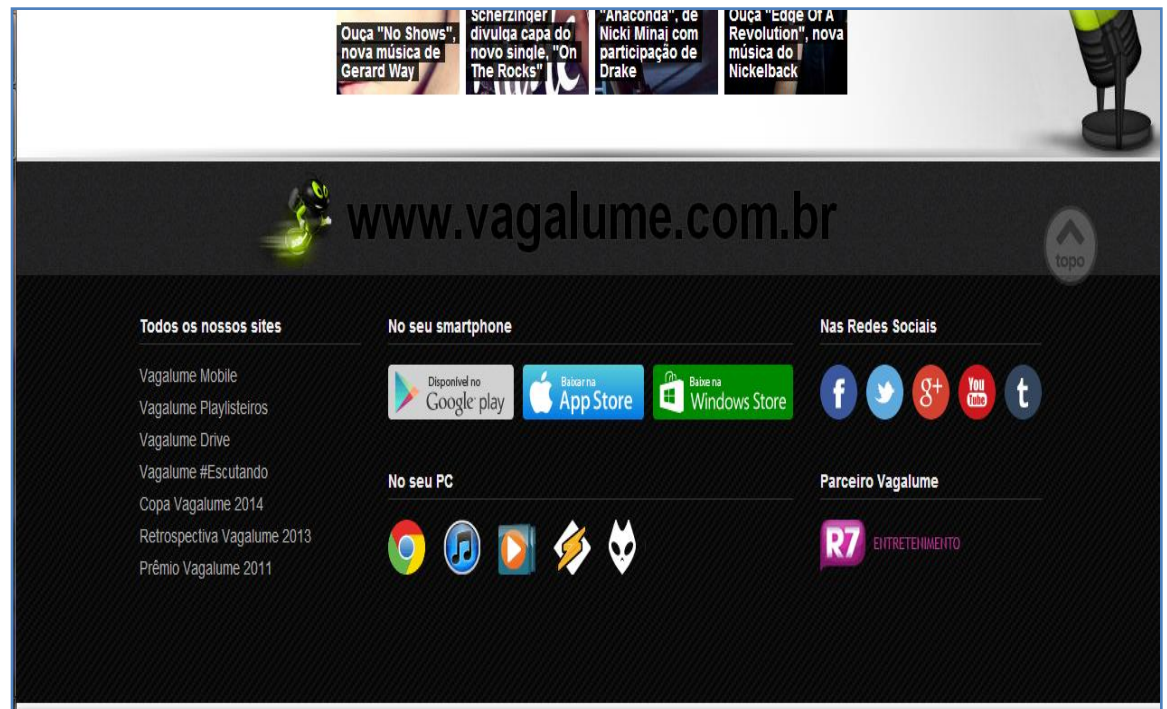 Ouça "No Shows",
nova música de
Gerard Way
Scherzinger
divulga capa do
novo single, "On
The Rocks"
"Anaconda", de
Nicki Minaj com
participação de
Drake
Ouça "Edge Of A
Revolution", nova
música do
Nickelback
www.vagalume.com.br
topo
Todos os nossos sites
Vagalume Mobile
Vagalume Playlisteiros
Vagalume Drive
Vagalume #Escutando
Copa Vagalume 2014
Retrospectiva Vagalume 2013
Prêmio Vagalume 2011
No seu smartphone
Disponível no
Google play
Baixar na
App Store
Baixe na
Windows Store
No seu PC
Nas Redes Sociais
f
g+
You
Tube
t
Parceiro Vagalume
R7 ENTRETENIMENTO